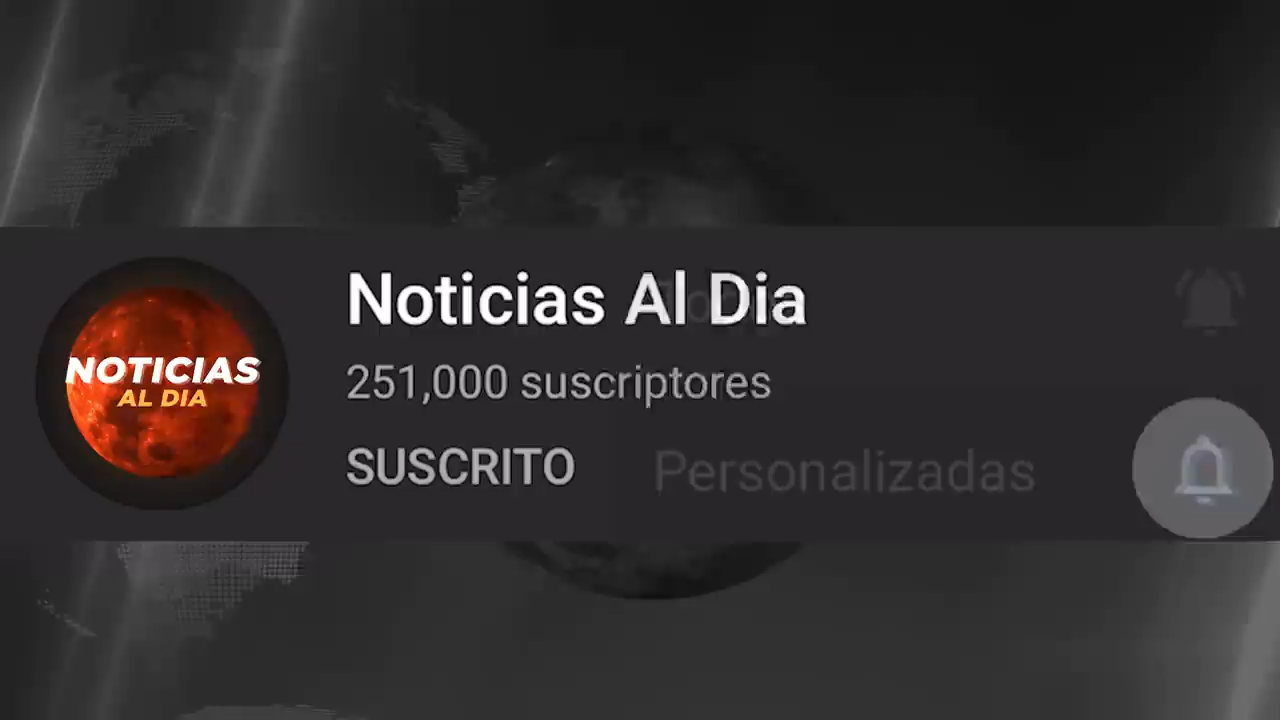 NOTICIAS
AL DIA
Noticias Al Dia
251,000 suscriptores
SUSCRITO
Personalizadas